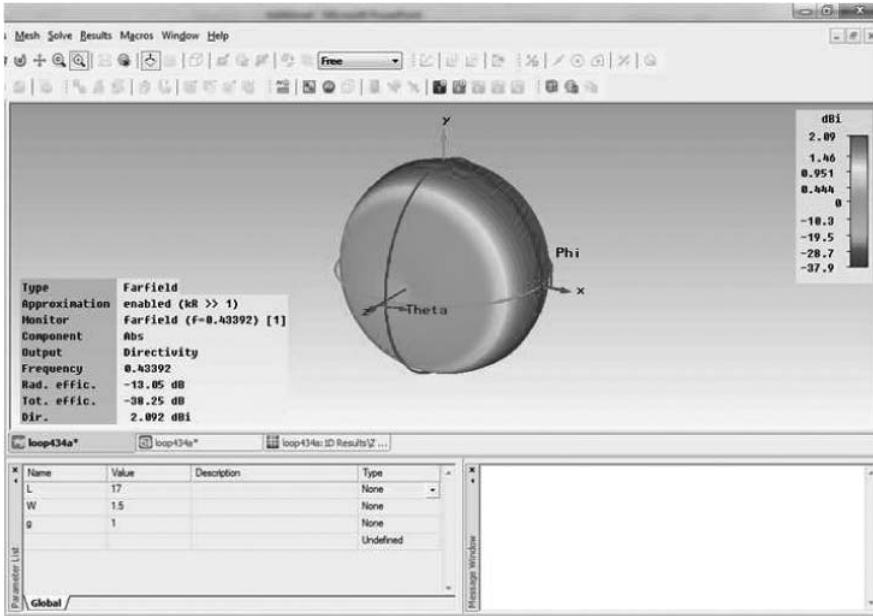 Additional - Microsoft PowerPoint
s Mesh Solve Results Macros Window Help
Free
y
Phi
x
z
Theta
dBi
2.09
1.46
0.951
0.444
0
-10.3
-19.5
-28.7
-37.9
Type Farfield
Approximation enabled (kR >> 1)
Monitor farfield (f=0.43392) [1]
Component Abs
Output Directivity
Frequency 0.43392
Rad. effic. -13.05 dB
Tot. effic. -38.25 dB
Dir. 2.092 dBi
loop434a* loop434a* loop434a: 1D Results\Z ...
Name Value Description Type
L 17 None
W 1.5 None
g 1 None
Undefined
Parameter List
Global
Message Window